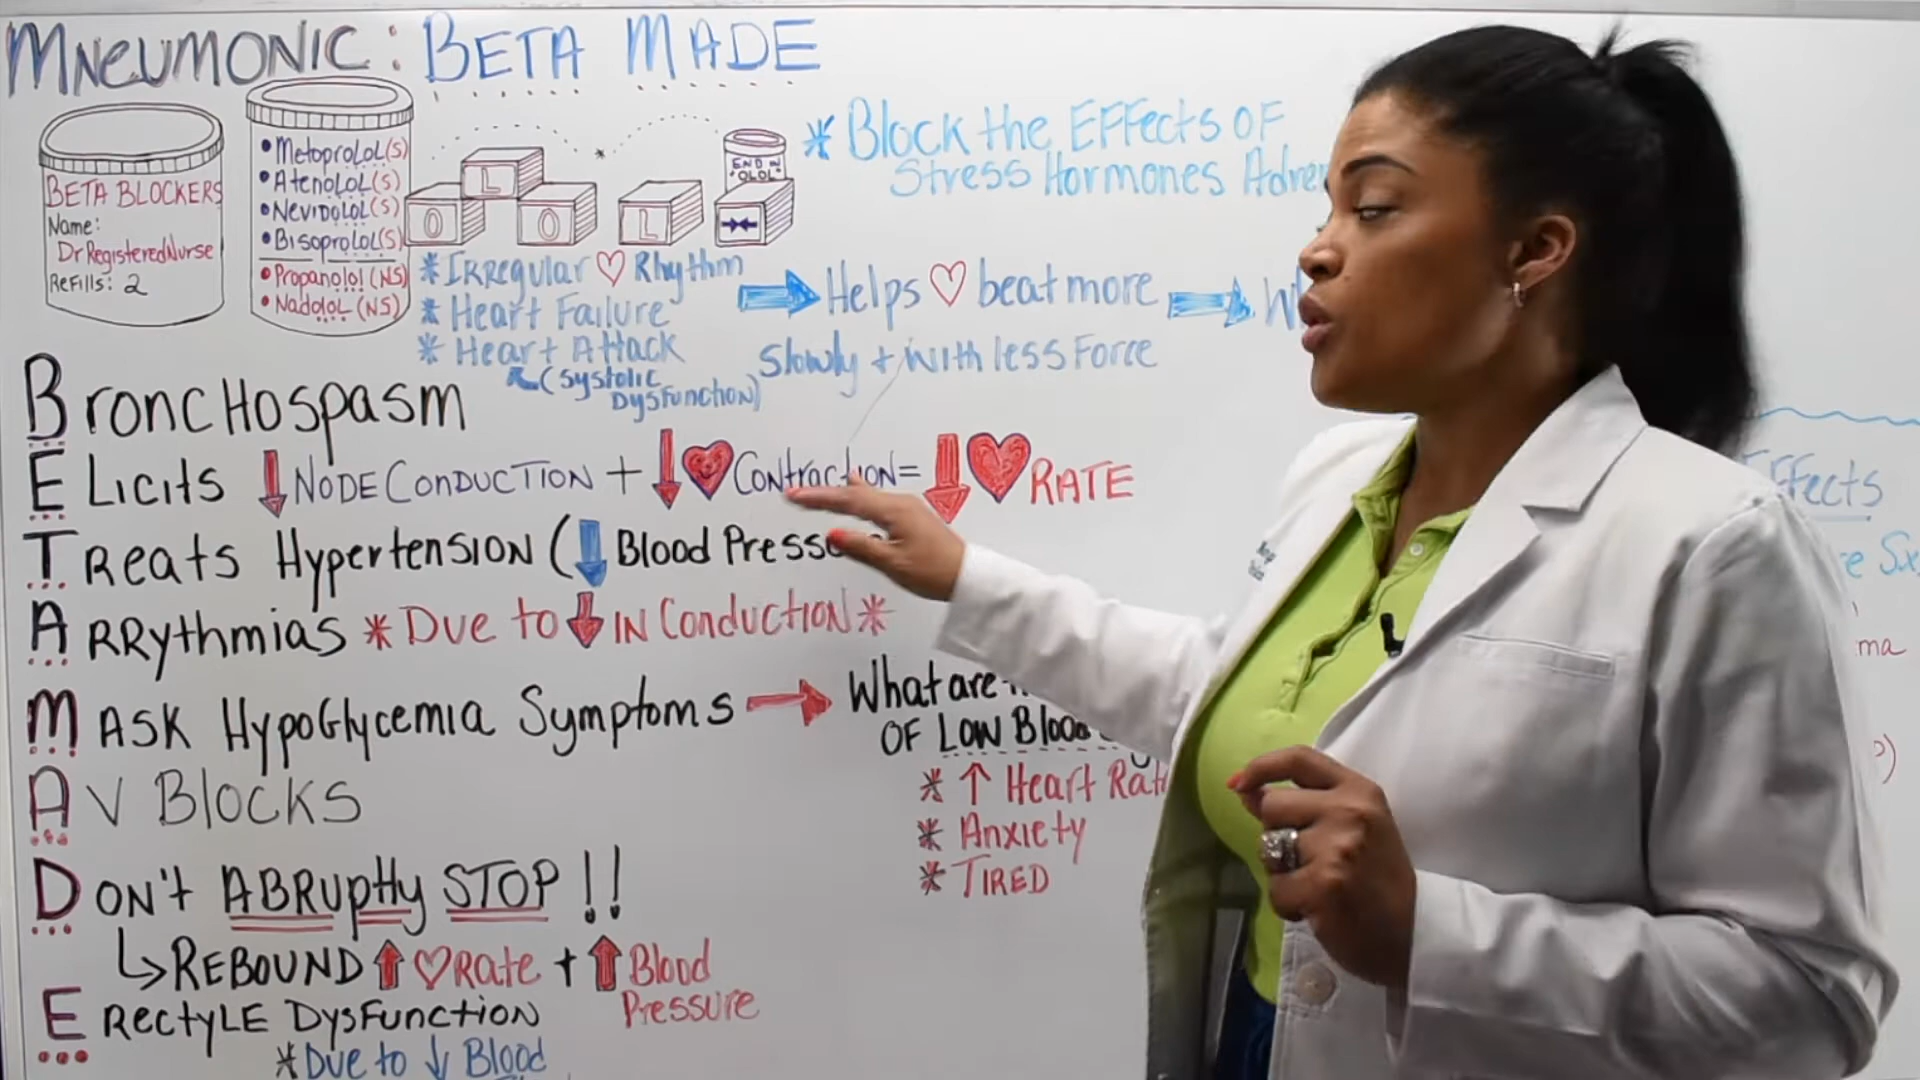 MNEUMONIC: BETA MADE
BETA BLOCKERS
Name:
DrRegisteredNurse
Refills: 2
• MetoproLOL(S)
• AtenoLOL(S)
• NeviDOLOL(S)
• BisoproLOL(S)
• Propanolol (NS)
• NadoloL (NS)
O L O L
END IN
"OLOL"
* Block the EFFects OF
Stress Hormones
* IRRegular Rhythm
* Heart Failure
* Heart Attack
(Systolic
Dysfunction)
Helps beat more
Slowly + With less Force
BroncHospasm
ELicits ↓ NODE CONDUCTION + ↓ Contraction = ↓ RATE
TReats Hypertension (↓ Blood
ARRythmias * Due to ↓ IN Conduction *
MASK HypoGlycemia Symptoms → What are
OF LOW Blood
* ↑ Heart
* Anxiety
* TIRED
AV BLOCKS
DON't ABRuptly STOP !!
↳ REBOUND ↑ ♡ Rate + ↑ Blood
Pressure
ERectyLE DysFunction
* Due to ↓ Blood
Effects